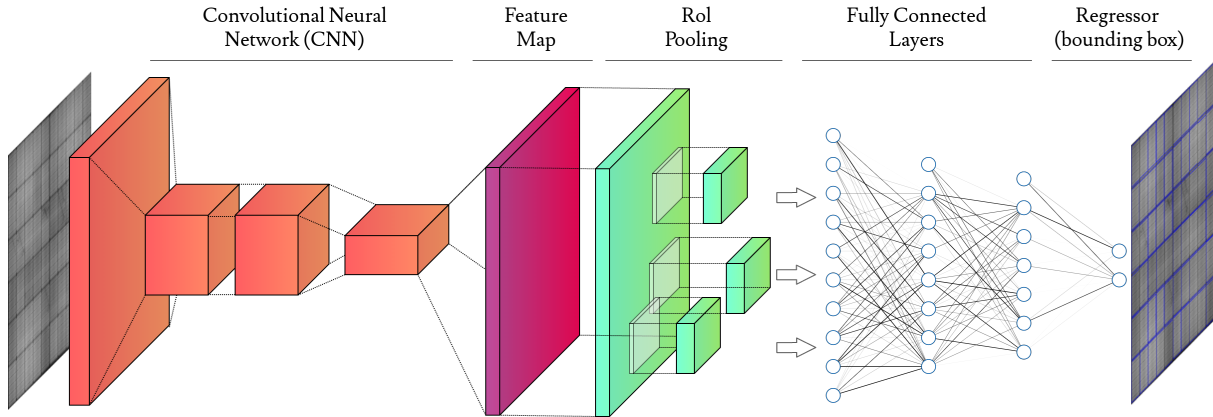 Convolutional Neural
Network (CNN)
Feature
Map
RoI
Pooling
Fully Connected
Layers
Regressor
(bounding box)